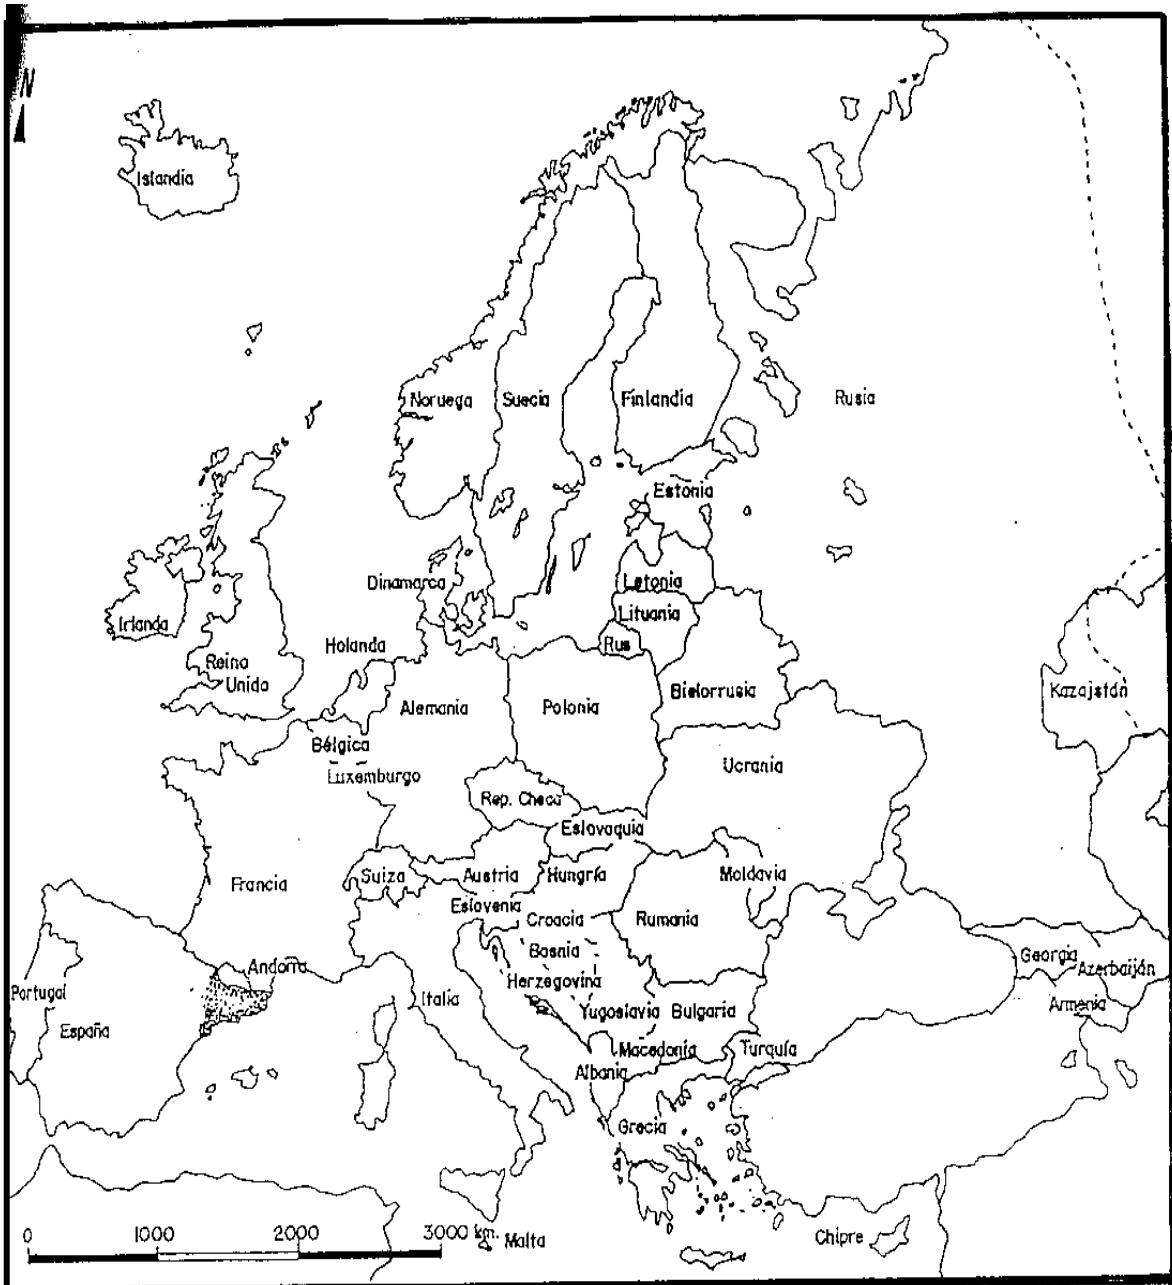 N
Islandia
Noruega
Suecia
Finlandia
Rusia
Estonia
Dinamarca
Letonia
Lituania
Irlanda
Holanda
Rus
Reina
Unido
Bielorrusia
Kazajstán
Alemania
Polonia
Bélgica
Ucrania
Luxemburgo
Rep. Checa
Eslovaquia
Suiza
Austria
Hungría
Moldavia
Francia
Eslovenia
Croacia
Rumania
Bosnia
Georgia
Andorra
Azerbaiján
Herzegovina
Portugal
Italia
Armenia
Yugoslavia
Bulgaria
España
Macedonia
Turquía
Albania
Grecia
0 1000 2000 3000 km.
Malta
Chipre